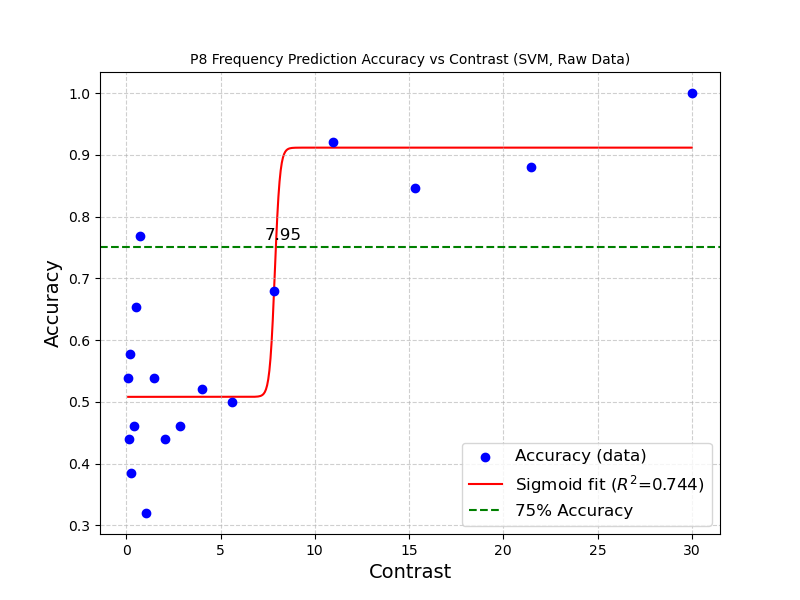 P8 Frequency Prediction Accuracy vs Contrast (SVM, Raw Data)
1.0
0.9
0.8
0.7
0.6
0.5
0.4
0.3
Accuracy
7.95
Accuracy (data)
Sigmoid fit (R²=0.744)
75% Accuracy
0 5 10 15 20 25 30
Contrast